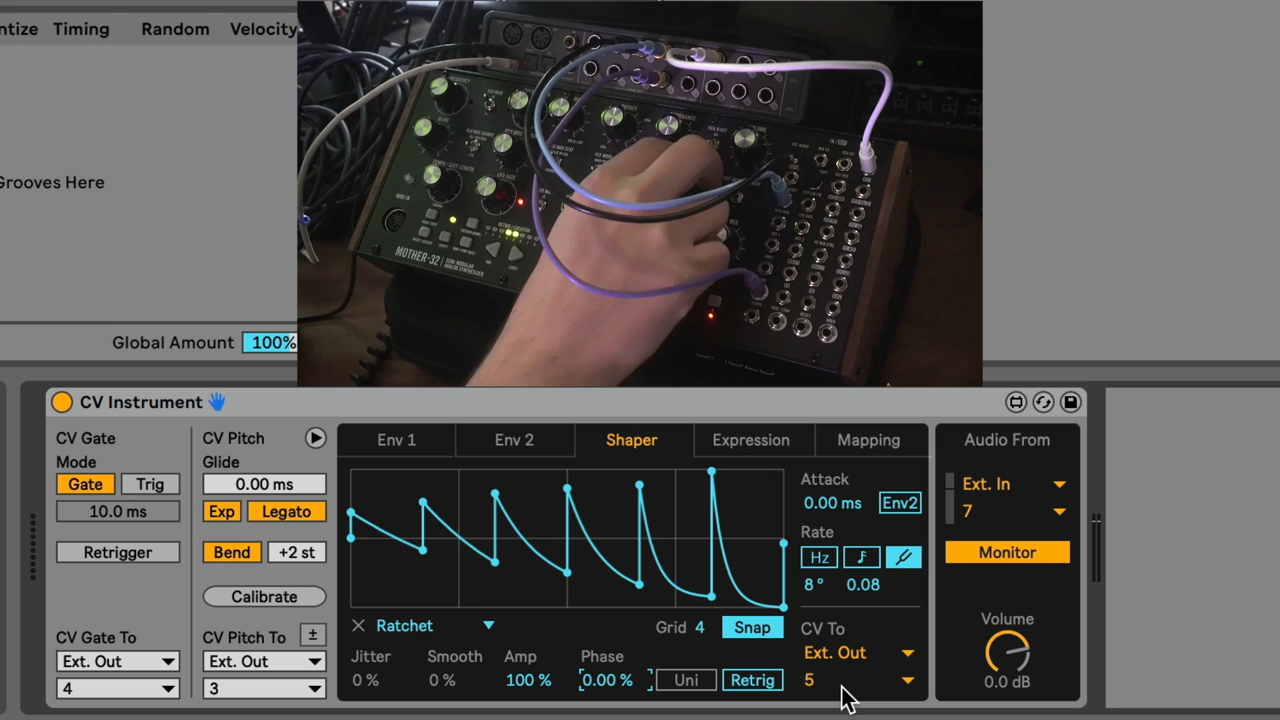 ntize Timing Random Velocity
Grooves Here
Global Amount 100%
MOTHER-32
SEMI-MODULAR
ANALOG SYNTHESIZER
CV Instrument
CV Gate
Mode
Gate Trig
10.0 ms
Retrigger
CV Gate To
Ext. Out
4
CV Pitch
Glide
0.00 ms
Exp Legato
Bend +2 st
Calibrate
CV Pitch To ±
Ext. Out
3
Env 1 Env 2 Shaper Expression Mapping
Ratchet
Grid 4 Snap
Jitter Smooth Amp Phase
0 % 0 % 100 % 0.00 % Uni Retrig
Attack
0.00 ms Env2
Rate
Hz
8° 0.08
CV To
Ext. Out
5
Audio From
Ext. In
7
Monitor
Volume
0.0 dB